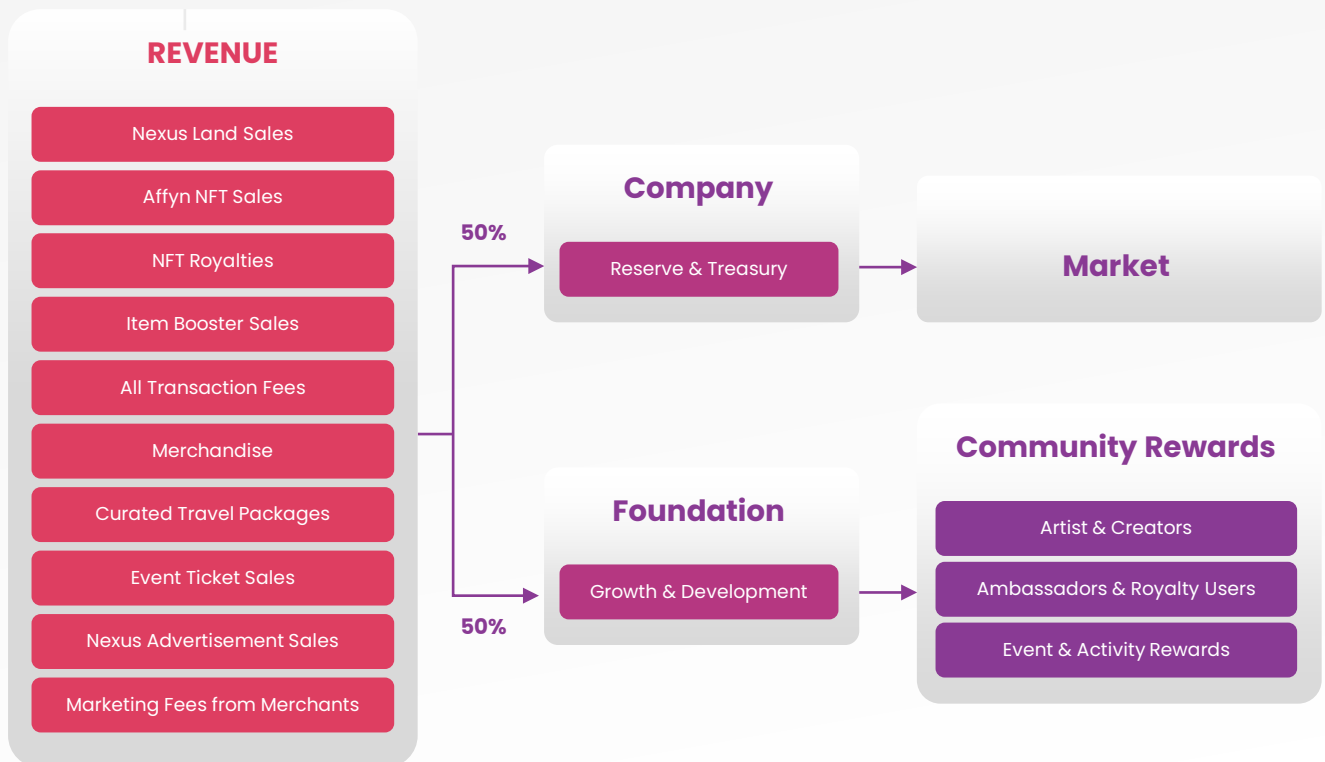 REVENUE
Nexus Land Sales
Affyn NFT Sales
NFT Royalties
Item Booster Sales
All Transaction Fees
Merchandise
Curated Travel Packages
Event Ticket Sales
Nexus Advertisement Sales
Marketing Fees from Merchants
50%
Company
Reserve & Treasury
Market
50%
Foundation
Growth & Development
Community Rewards
Artist & Creators
Ambassadors & Royalty Users
Event & Activity Rewards